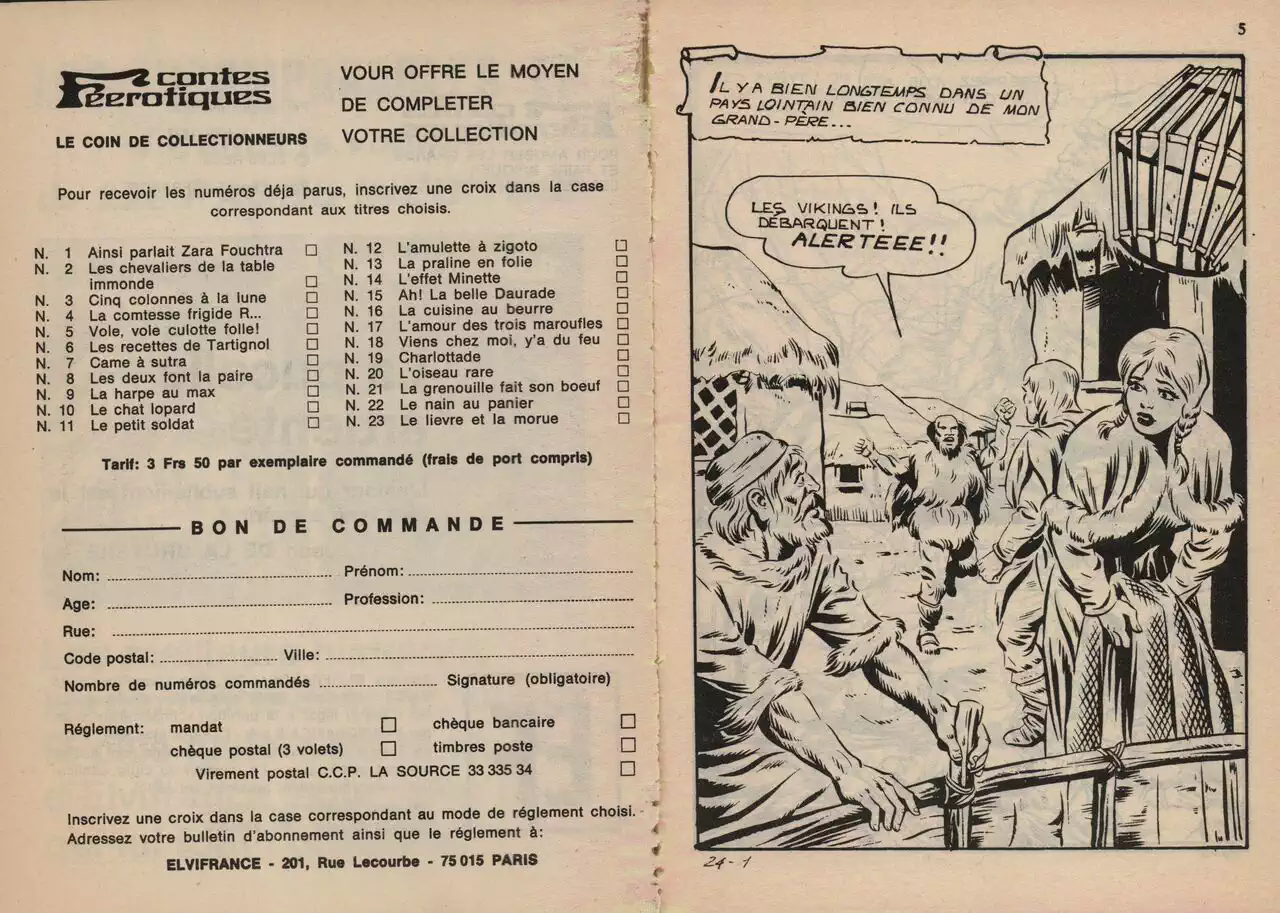 contes
Féerotiques
LE COIN DE COLLECTIONNEURS
VOUR OFFRE LE MOYEN
DE COMPLETER
VOTRE COLLECTION
Pour recevoir les numéros déja parus, inscrivez une croix dans la case
correspondant aux titres choisis.
N. 1 Ainsi parlait Zara Fouchtra
N. 2 Les chevaliers de la table
immonde
N. 3 Cinq colonnes à la lune
N. 4 La comtesse frigide R...
N. 5 Vole, vole culotte folle!
N. 6 Les recettes de Tartignol
N. 7 Came à sutra
N. 8 Les deux font la paire
N. 9 La harpe au max
N. 10 Le chat lopard
N. 11 Le petit soldat
N. 12 L'amulette à zigoto
N. 13 La praline en folie
N. 14 L'effet Minette
N. 15 Ah! La belle Daurade
N. 16 La cuisine au beurre
N. 17 L'amour des trois maroufles
N. 18 Viens chez moi, y'a du feu
N. 19 Charlottade
N. 20 L'oiseau rare
N. 21 La grenouille fait son boeuf
N. 22 Le nain au panier
N. 23 Le lievre et la morue
Tarif: 3 Frs 50 par exemplaire commandé (frais de port compris)
BON DE COMMANDE
Nom: Prénom:
Age: Profession:
Rue:
Code postal: Ville:
Nombre de numéros commandés Signature (obligatoire)
Réglement: mandat chèque bancaire
chèque postal (3 volets) timbres poste
Virement postal C.C.P. LA SOURCE 33 335 34
Inscrivez une croix dans la case correspondant au mode de réglement choisi.
Adressez votre bulletin d'abonnement ainsi que le réglement à:
ELVIFRANCE - 201, Rue Lecourbe - 75015 PARIS
5
IL Y A BIEN LONGTEMPS DANS UN
PAYS LOINTAIN BIEN CONNU DE MON
GRAND-PÈRE...
LES VIKINGS! ILS
DÉBARQUENT!
ALERTEEE!!
24-1